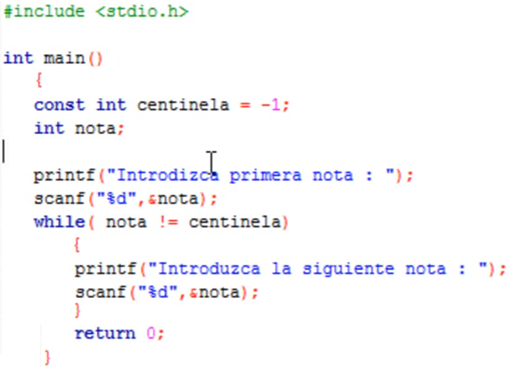 #include <stdio.h>
int main()
{
const int centinela = -1;
int nota;
printf("Introdizca primera nota : ");
scanf("%d",&nota);
while( nota != centinela)
{
printf("Introduzca la siguiente nota : ");
scanf("%d",&nota);
}
return 0;
}